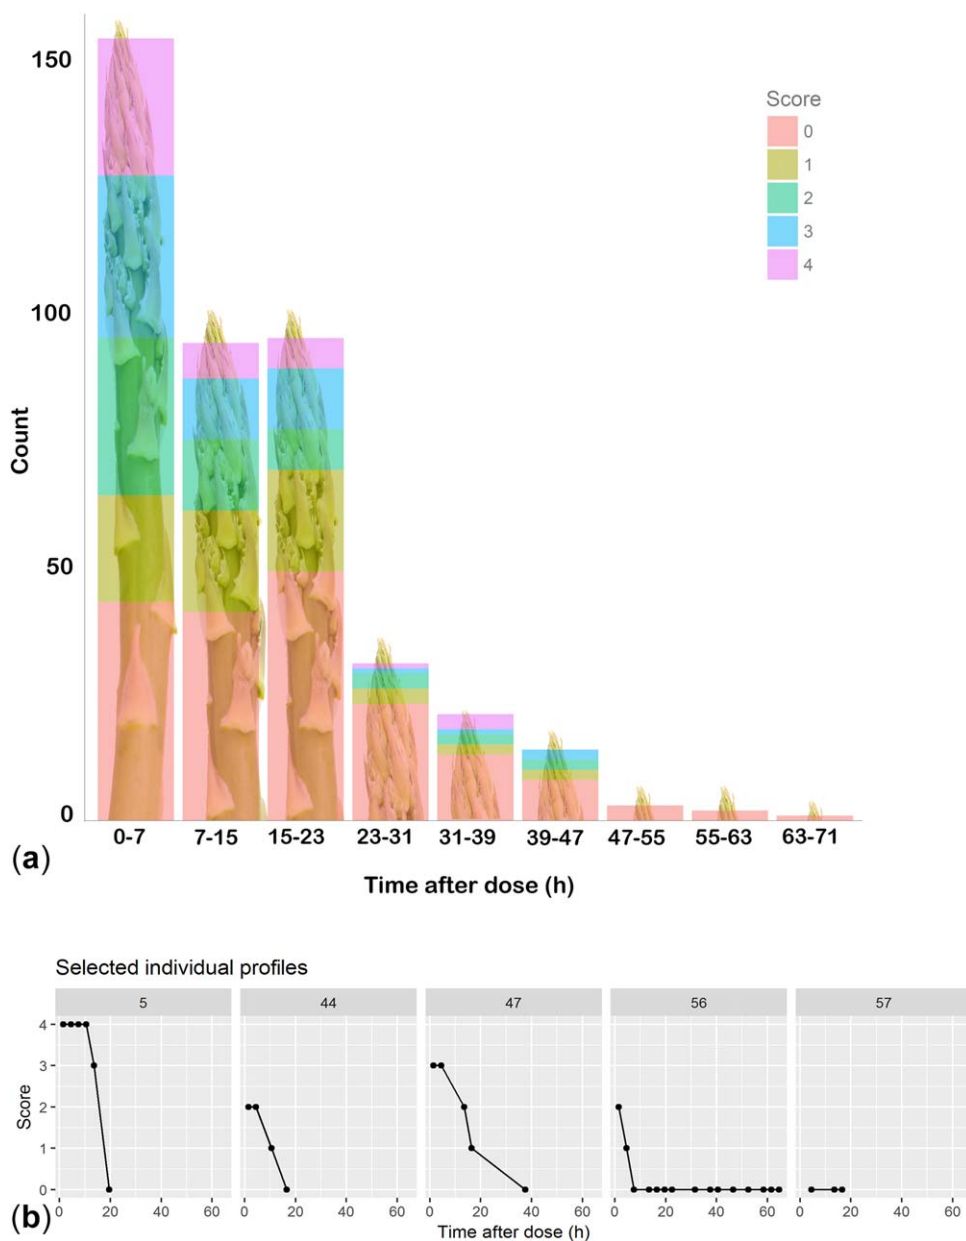 150
100
50
0
Count
Score
0
1
2
3
4
0-7 7-15 15-23 23-31 31-39 39-47 47-55 55-63 63-71
(a)
Time after dose (h)
Selected individual profiles
5 44 47 56 57
4
3
2
1
0
Score
0 20 40 60 0 20 40 60 0 20 40 60 0 20 40 60 0 20 40 60
(b)
Time after dose (h)